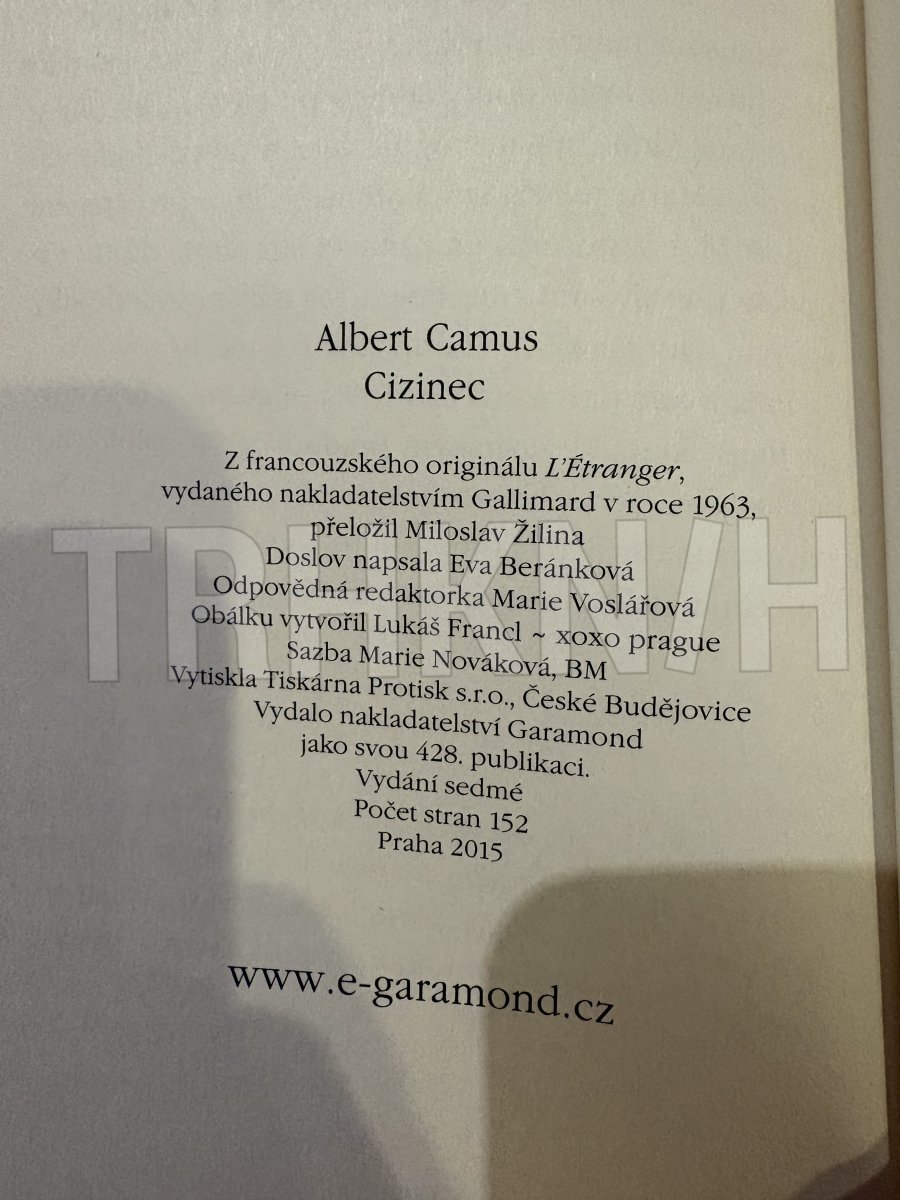 Albert Camus
Cizinec
Z francouzského originálu L'Étranger,
vydaného nakladatelstvím Gallimard v roce 1963,
přeložil Miloslav Žilina
Doslov napsala Eva Beránková
Odpovědná redaktorka Marie Voslářová
Obálku vytvořil Lukáš Francl ~ xoxo prague
Sazba Marie Nováková, BM
Vytiskla Tiskárna Protisk s.r.o., České Budějovice
Vydalo nakladatelství Garamond
jako svou 428. publikaci.
Vydání sedmé
Počet stran 152
Praha 2015
www.e-garamond.cz
TRHKNIH